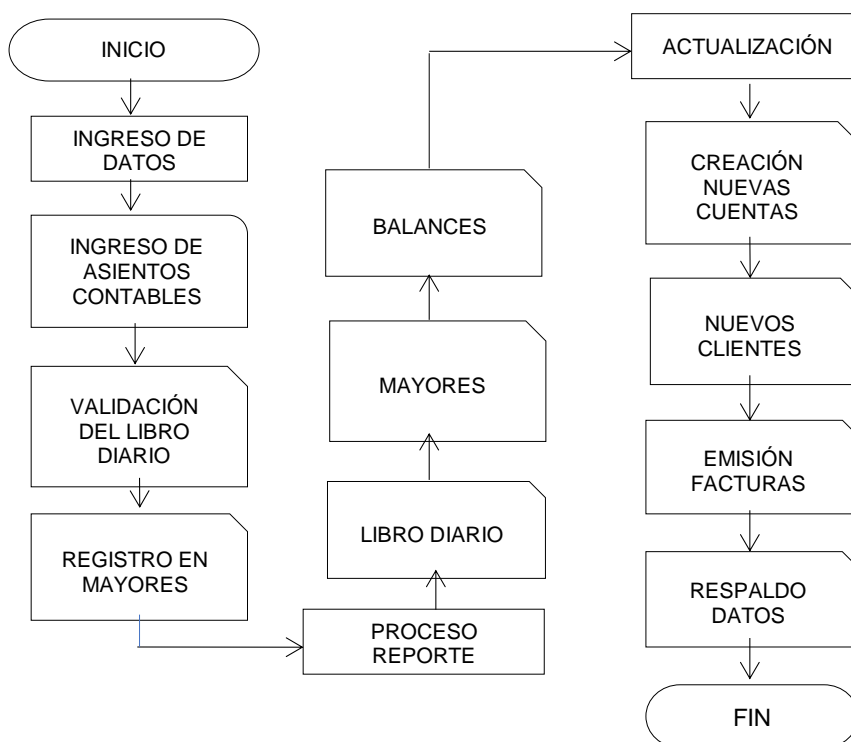 INICIO
INGRESO DE
DATOS
INGRESO DE
ASIENTOS
CONTABLES
VALIDACIÓN
DEL LIBRO
DIARIO
REGISTRO EN
MAYORES
PROCESO
REPORTE
LIBRO DIARIO
MAYORES
BALANCES
ACTUALIZACIÓN
CREACIÓN
NUEVAS
CUENTAS
NUEVOS
CLIENTES
EMISIÓN
FACTURAS
RESPALDO
DATOS
FIN